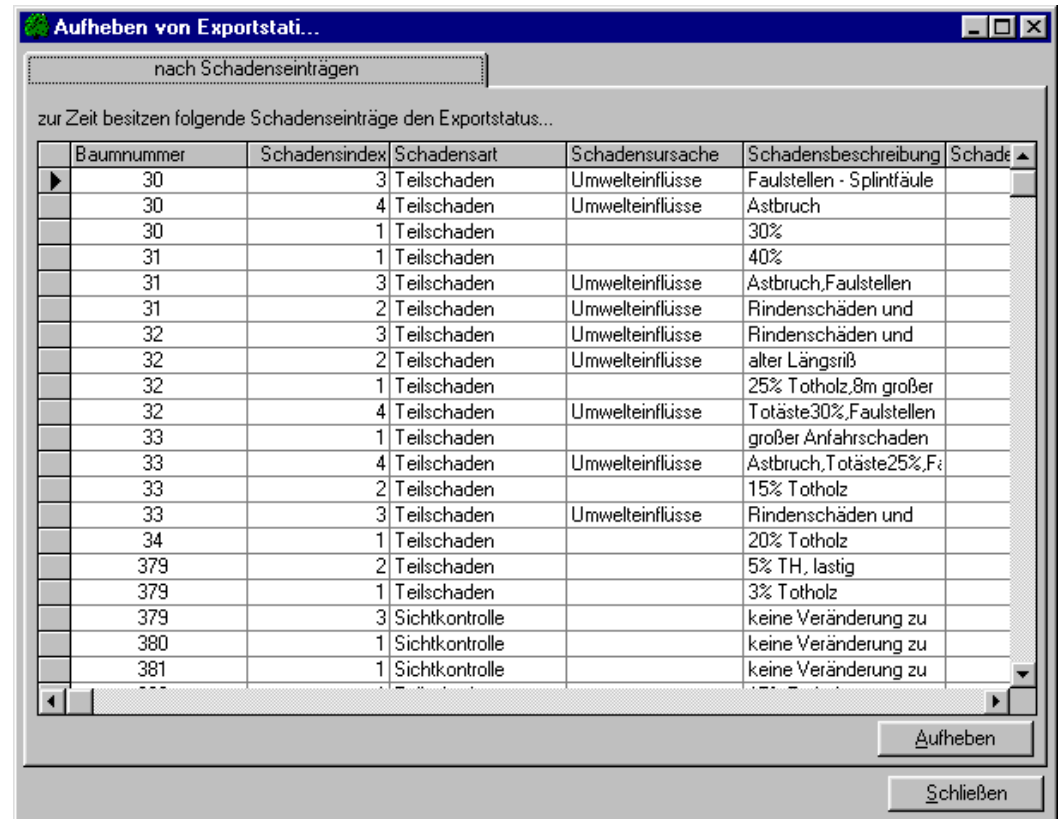 Aufheben von Exportstati...
nach Schadenseinträgen
zur Zeit besitzen folgende Schadenseinträge den Exportstatus...
Baumnummer Schadensindex Schadensart Schadensursache Schadensbeschreibung Schade
30 3 Teilschaden Umwelteinflüsse Faulstellen - Splintfäule
30 4 Teilschaden Umwelteinflüsse Astbruch
30 1 Teilschaden 30%
31 1 Teilschaden 40%
31 3 Teilschaden Umwelteinflüsse Astbruch,Faulstellen
31 2 Teilschaden Umwelteinflüsse Rindenschäden und
32 3 Teilschaden Umwelteinflüsse Rindenschäden und
32 2 Teilschaden Umwelteinflüsse alter Längsriß
32 1 Teilschaden 25% Totholz,8m großer
32 4 Teilschaden Umwelteinflüsse Totäste30%,Faulstellen
33 1 Teilschaden großer Anfahrschaden
33 4 Teilschaden Umwelteinflüsse Astbruch,Totäste25%,Fa
33 2 Teilschaden 15% Totholz
33 3 Teilschaden Umwelteinflüsse Rindenschäden und
34 1 Teilschaden 20% Totholz
379 2 Teilschaden 5% TH, lastig
379 1 Teilschaden 3% Totholz
379 3 Sichtkontrolle keine Veränderung zu
380 1 Sichtkontrolle keine Veränderung zu
381 1 Sichtkontrolle keine Veränderung zu
Aufheben
Schließen